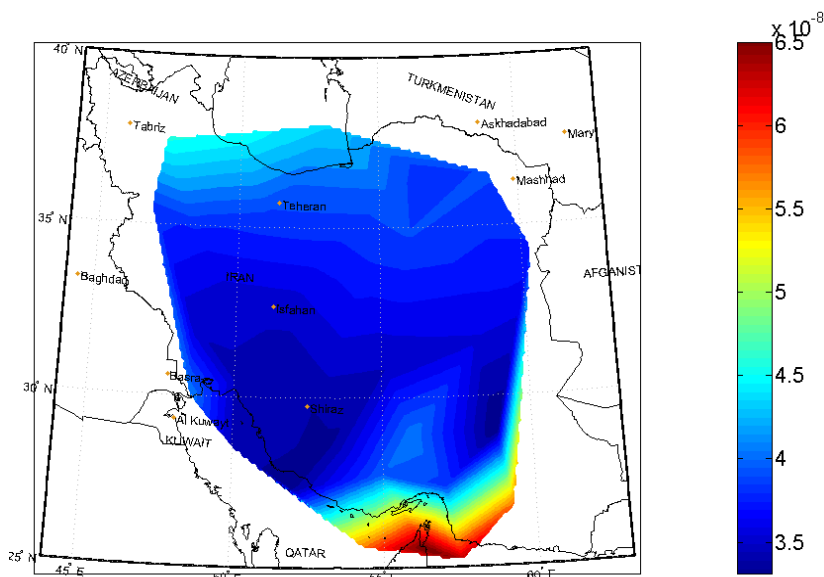 x 10-8
40° N
6.5
AZERBAIJAN
TURKMENISTAN
Tabriz
Askhadabad
Mary
6
Mashhad
35° N
Teheran
5.5
Baghdad
IRAN
AFGANIST
5
Isfahan
4.5
30° N
Basra
Shiraz
Al Kuwayt
KUWAIT
4
25° N
QATAR
3.5
45° E